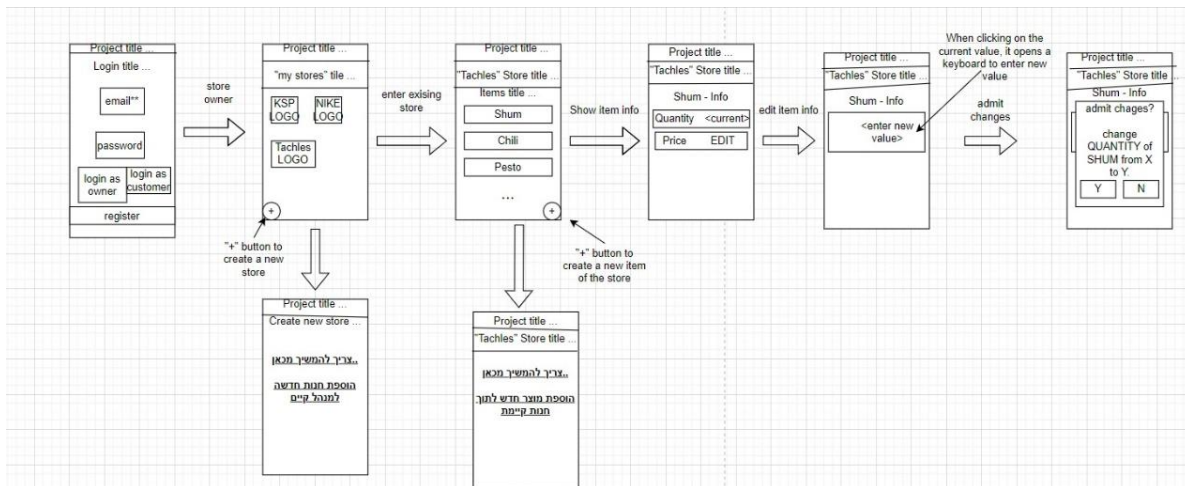 Project title ...
Login title ...
email**
password
login as
owner
login as
customer
register
store
owner
Project title ...
"my stores" tile ...
KSP
LOGO
NIKE
LOGO
Tachles
LOGO
+
"+" button to
create a new
store
enter exising
store
Project title ...
"Tachles" Store title ...
Items title ...
Shum
Chili
Pesto
...
+
"+" button to
create a new item
of the store
Show item info
Project title ...
"Tachles" Store title ...
Shum - Info
Quantity <current>
Price EDIT
edit item info
Project title ...
"Tachles" Store title ...
Shum - Info
<enter new
value>
When clicking on the
current value, it opens a
keyboard to enter new
value
admit
changes
Project title ...
"Tachles" Store title ...
Shum - Info
admit chages?
change
QUANTITY of
SHUM from X
to Y.
Y
N
Project title ...
Create new store ...
צריך להמשיך מכאן..
הוספת חנות חדשה
למנהל קיים
Project title ...
"Tachles" Store title ...
צריך להמשיך מכאן..
הוספת מוצר חדש לתוך
חנות קיימת